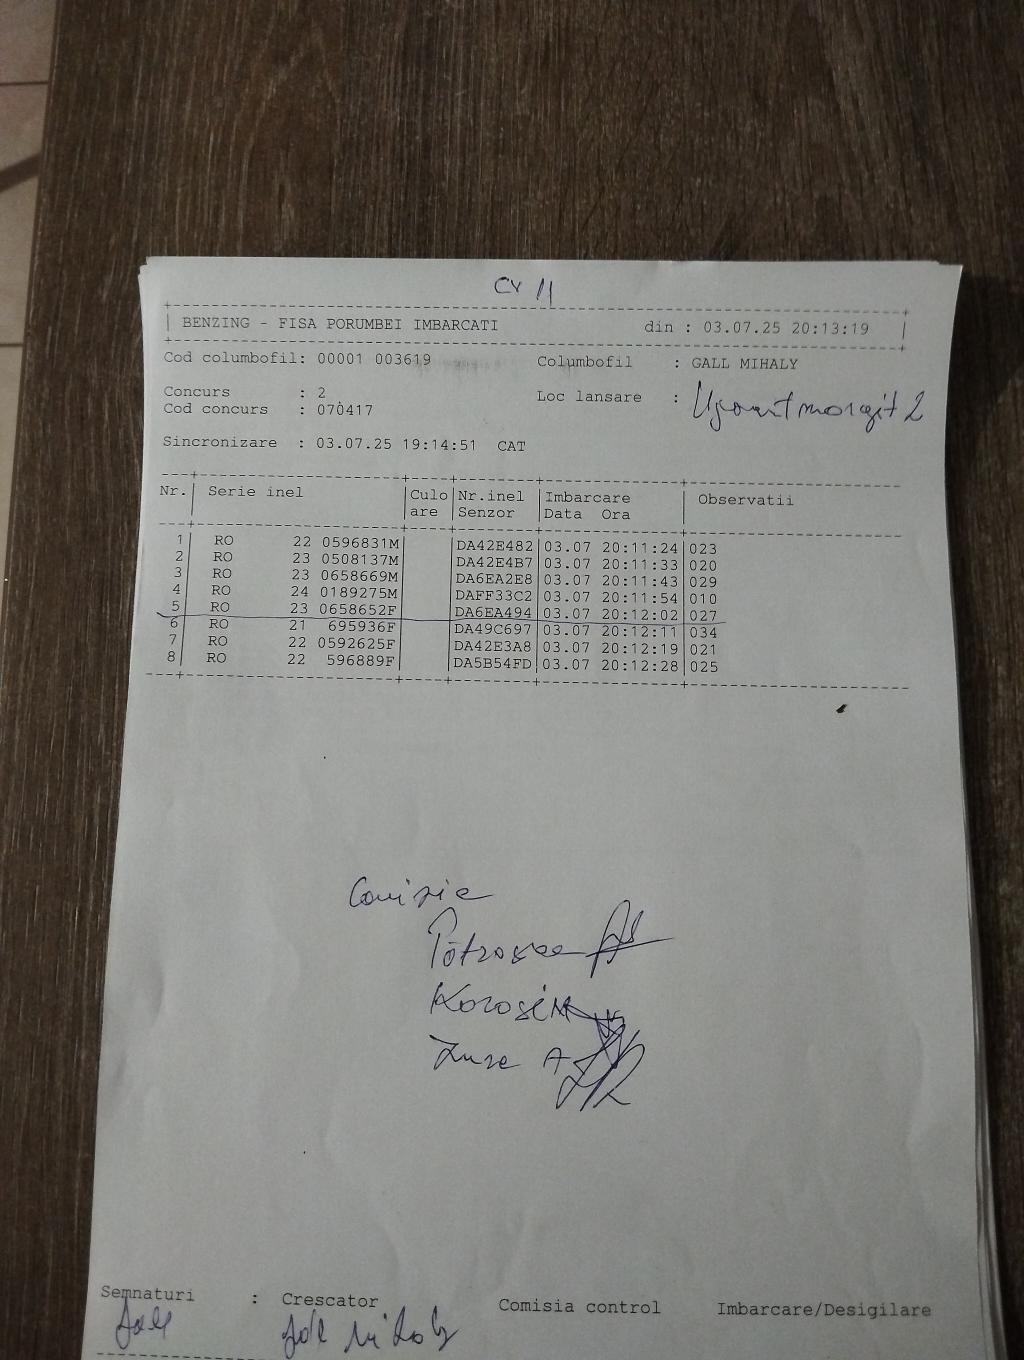 CV 11
BENZING - FISA PORUMBEI IMBARCATI din : 03.07.25 20:13:19
Cod columbofil: 00001 003619 Columbofil : GALL MIHALY
Concurs : 2 Loc lansare :
Cod concurs : 070417
Sincronizare : 03.07.25 19:14:51 CAT
Nr. Serie inel Culo Nr.inel Imbarcare Observatii
are Senzor Data Ora
1 RO 22 0596831M DA42E482 03.07 20:11:24 023
2 RO 23 0508137M DA42E4B7 03.07 20:11:33 020
3 RO 23 0658669M DA6EA2E8 03.07 20:11:43 029
4 RO 24 0189275M DAFF33C2 03.07 20:11:54 010
5 RO 23 0658652F DA6EA494 03.07 20:12:02 027
6 RO 21 695936F DA49C697 03.07 20:12:11 034
7 RO 22 0592625F DA42E3A8 03.07 20:12:19 021
8 RO 22 596889F DA5B54FD 03.07 20:12:28 025
Comisie
Semnaturi : Crescator Comisia control Imbarcare/Desigilare